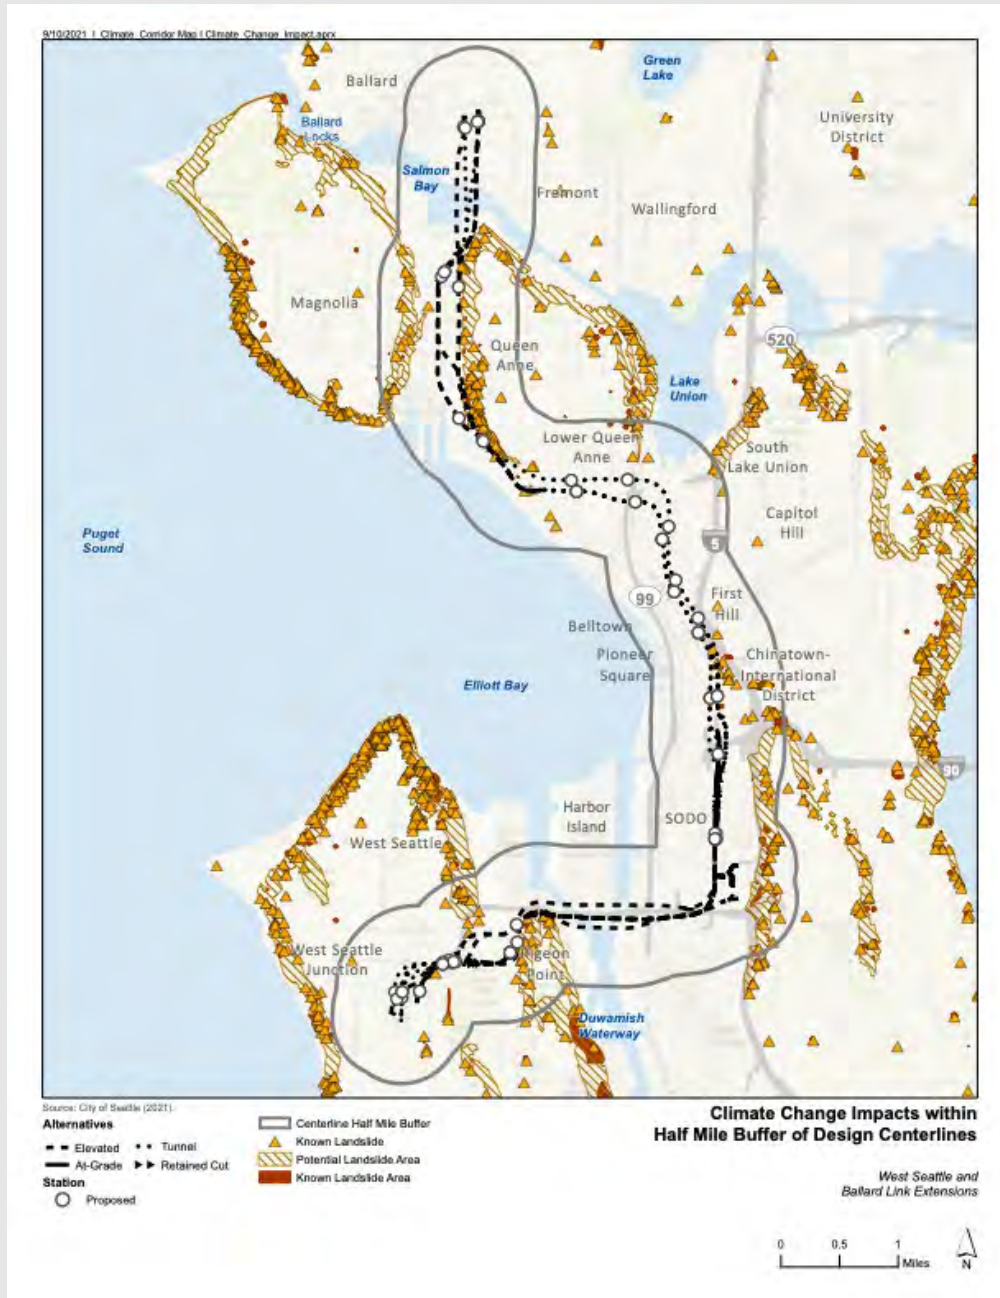 9/10/2021 | Climate_Corridor Map | Climate_Change_Impact.aprx
Green
Lake
Ballard
University
District
Ballard
Locks
Salmon
Bay
Fremont
Wallingford
Magnolia
520
Queen
Anne
Lake
Union
Lower Queen
Anne
South
Lake Union
Capitol
Hill
Puget
Sound
5
99
First
Hill
Belltown
Pioneer
Square
Chinatown-
International
District
Elliott Bay
90
Harbor
Island
SODO
West Seattle
West Seattle
Junction
Pigeon
Point
Duwamish
Waterway
Source: City of Seattle (2021).
Alternatives
Elevated
Tunnel
At-Grade
Retained Cut
Station
Proposed
Centerline Half Mile Buffer
Known Landslide
Potential Landslide Area
Known Landslide Area
Climate Change Impacts within
Half Mile Buffer of Design Centerlines
West Seattle and
Ballard Link Extensions
0 0.5 1
Miles
N